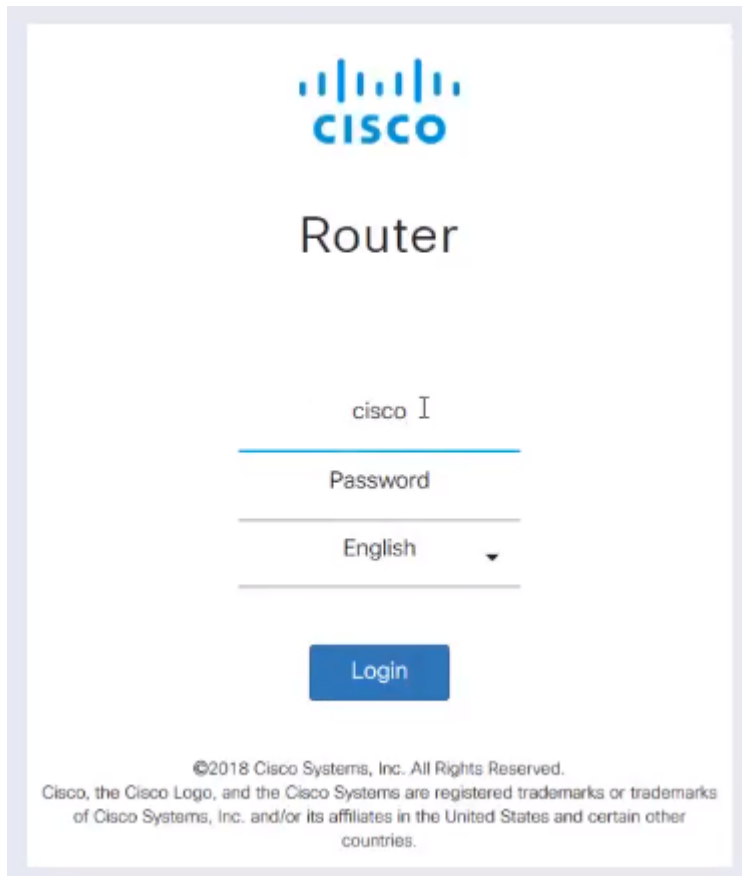 CISCO
Router
cisco
Password
English
Login
©2018 Cisco Systems, Inc. All Rights Reserved.
Cisco, the Cisco Logo, and the Cisco Systems are registered trademarks or trademarks
of Cisco Systems, Inc. and/or its affiliates in the United States and certain other
countries.